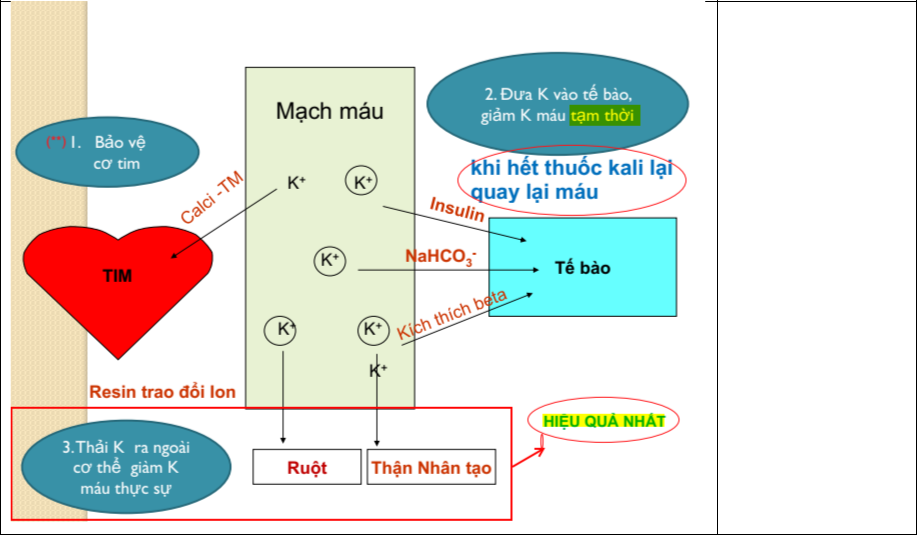 Mạch máu
2. Đưa K vào tế bào,
giảm K máu tạm thời
(**) 1. Bảo vệ
cơ tim
khi hết thuốc kali lại
quay lại máu
K+
K+
Calci -TM
Insulin
TIM
K+
NaHCO3-
Tế bào
K+
K+
Kích thích beta
K+
Resin trao đổi Ion
HIỆU QUẢ NHẤT
3.Thải K ra ngoài
cơ thể giảm K
máu thực sự
Ruột
Thận Nhân tạo